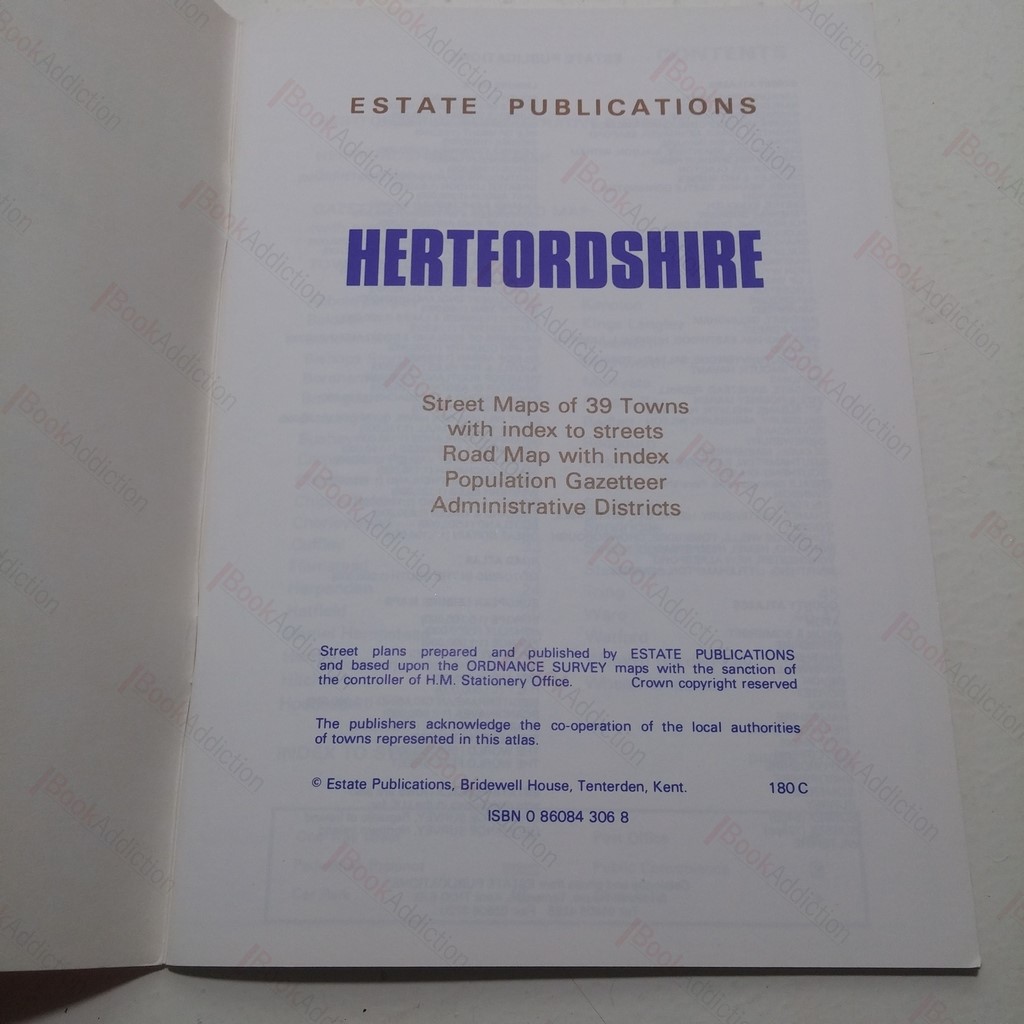 ESTATE PUBLICATIONS
HERTFORDSHIRE
Street Maps of 39 Towns
with index to streets
Road Map with index
Population Gazetteer
Administrative Districts
Street plans prepared and published by ESTATE PUBLICATIONS
and based upon the ORDNANCE SURVEY maps with the sanction of
the controller of H.M. Stationery Office. Crown copyright reserved
The publishers acknowledge the co-operation of the local authorities
of towns represented in this atlas.
© Estate Publications, Bridewell House, Tenterden, Kent. 180 C
ISBN 0 86084 306 8
BookAddiction